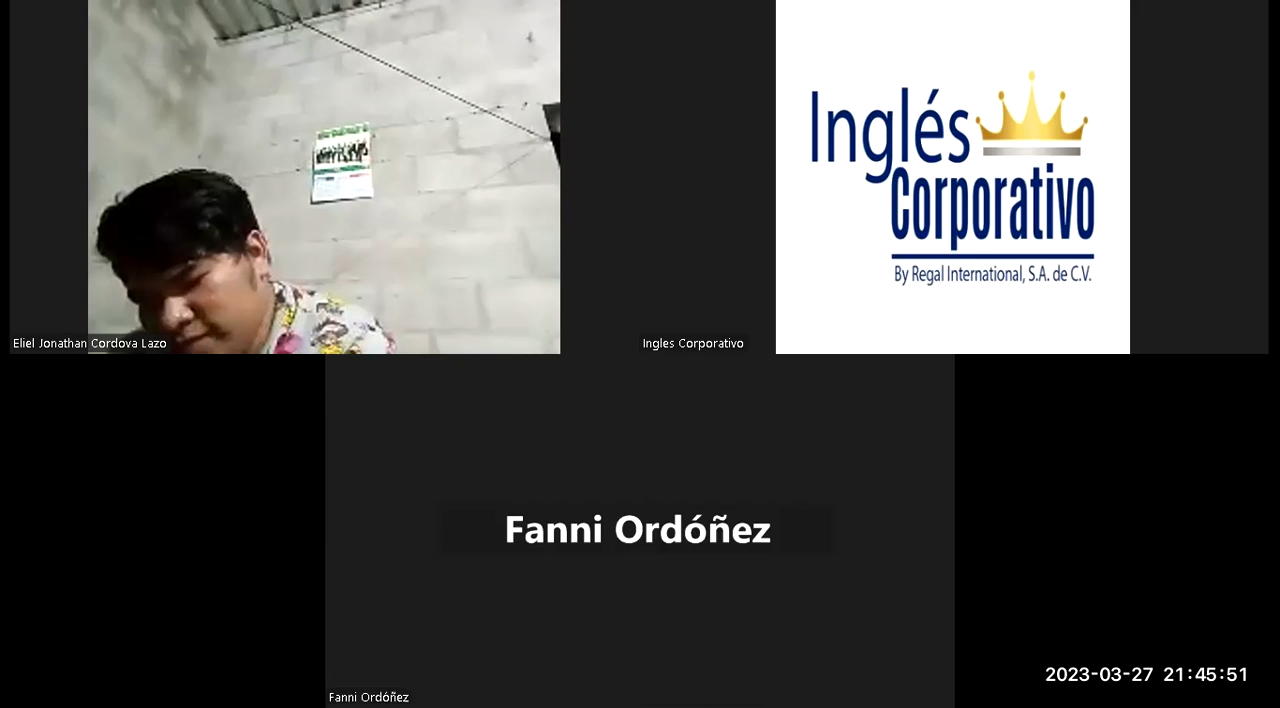 Inglés
Corporativo
By Regal International, S.A. de C.V.
Eliel Jonathan Cordova Lazo
Ingles Corporativo
Fanni Ordóñez
Fanni Ordóñez
2023-03-27 21:45:51